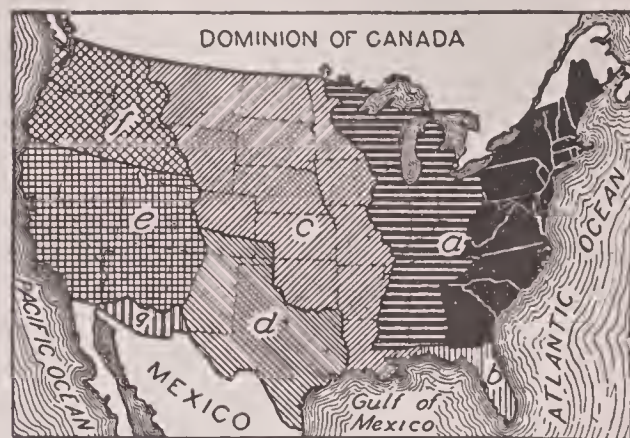 DOMINION OF CANADA
f
e
c
a
d
g
b
PACIFIC OCEAN
MEXICO
Gulf of
Mexico
ATLANTIC
OCEAN